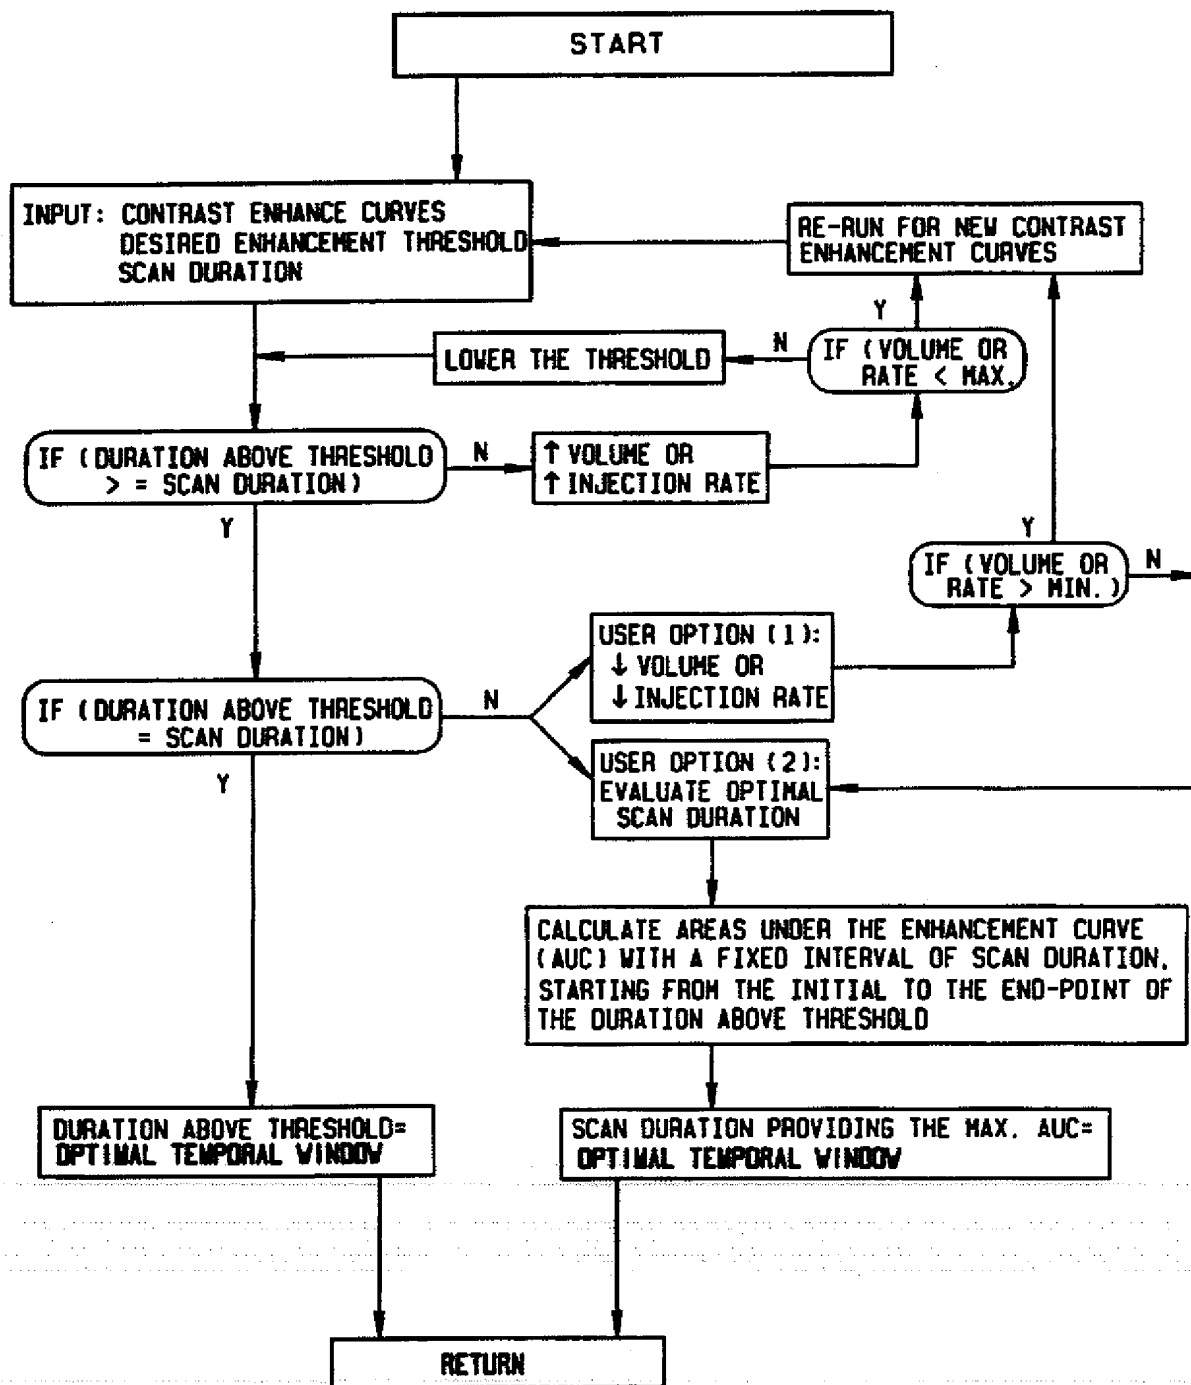 START
INPUT: CONTRAST ENHANCE CURVES
DESIRED ENHANCEMENT THRESHOLD
SCAN DURATION
RE-RUN FOR NEW CONTRAST
ENHANCEMENT CURVES
Y
LOWER THE THRESHOLD
N
IF (VOLUME OR
RATE < MAX.
IF (DURATION ABOVE THRESHOLD
> = SCAN DURATION)
N
↑ VOLUME OR
↑ INJECTION RATE
Y
Y
IF (VOLUME OR
RATE > MIN.)
N
USER OPTION (1):
↓ VOLUME OR
↓ INJECTION RATE
IF (DURATION ABOVE THRESHOLD
= SCAN DURATION)
N
Y
USER OPTION (2):
EVALUATE OPTIMAL
SCAN DURATION
CALCULATE AREAS UNDER THE ENHANCEMENT CURVE
(AUC) WITH A FIXED INTERVAL OF SCAN DURATION,
STARTING FROM THE INITIAL TO THE END-POINT OF
THE DURATION ABOVE THRESHOLD
DURATION ABOVE THRESHOLD=
OPTIMAL TEMPORAL WINDOW
SCAN DURATION PROVIDING THE MAX. AUC=
OPTIMAL TEMPORAL WINDOW
RETURN